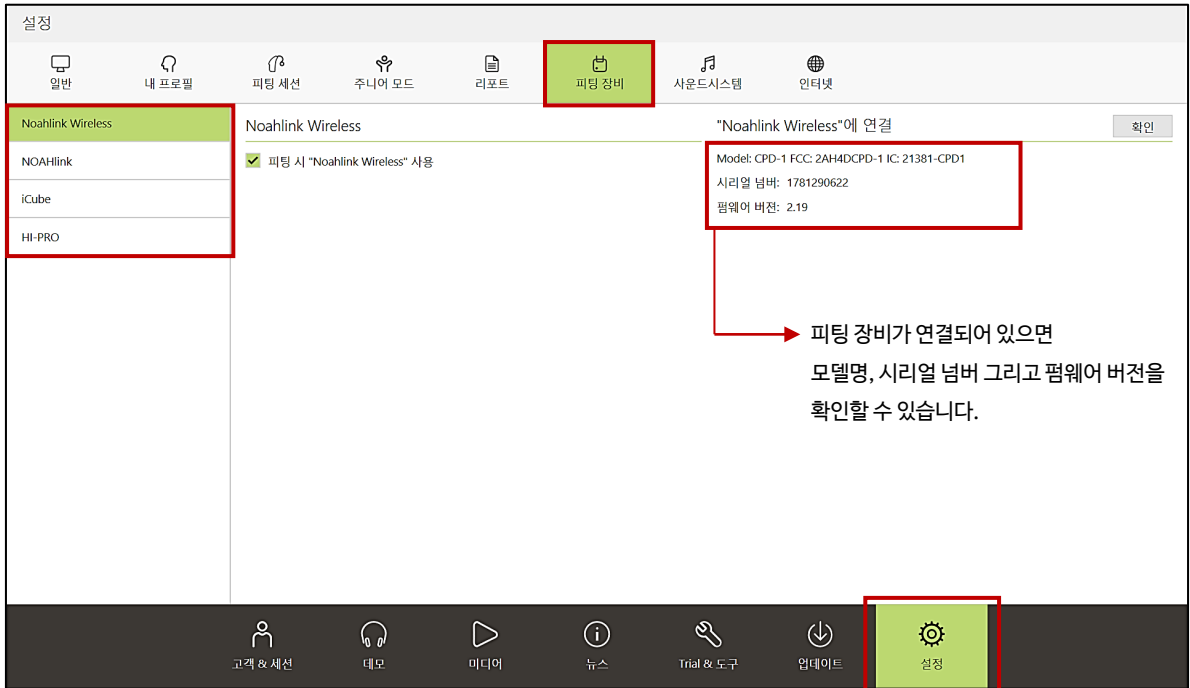 설정
일반
내 프로필
피팅 세션
주니어 모드
리포트
피팅 장비
사운드시스템
인터넷
Noahlink Wireless
NOAHlink
iCube
HI-PRO
Noahlink Wireless
피팅 시 "Noahlink Wireless" 사용
"Noahlink Wireless"에 연결
확인
Model: CPD-1 FCC: 2AH4DCPD-1 IC: 21381-CPD1
시리얼 넘버: 1781290622
펌웨어 버젼: 2.19
피팅 장비가 연결되어 있으면
모델명, 시리얼 넘버 그리고 펌웨어 버전을
확인할 수 있습니다.
고객 & 세션
데모
미디어
뉴스
Trial & 도구
업데이트
설정